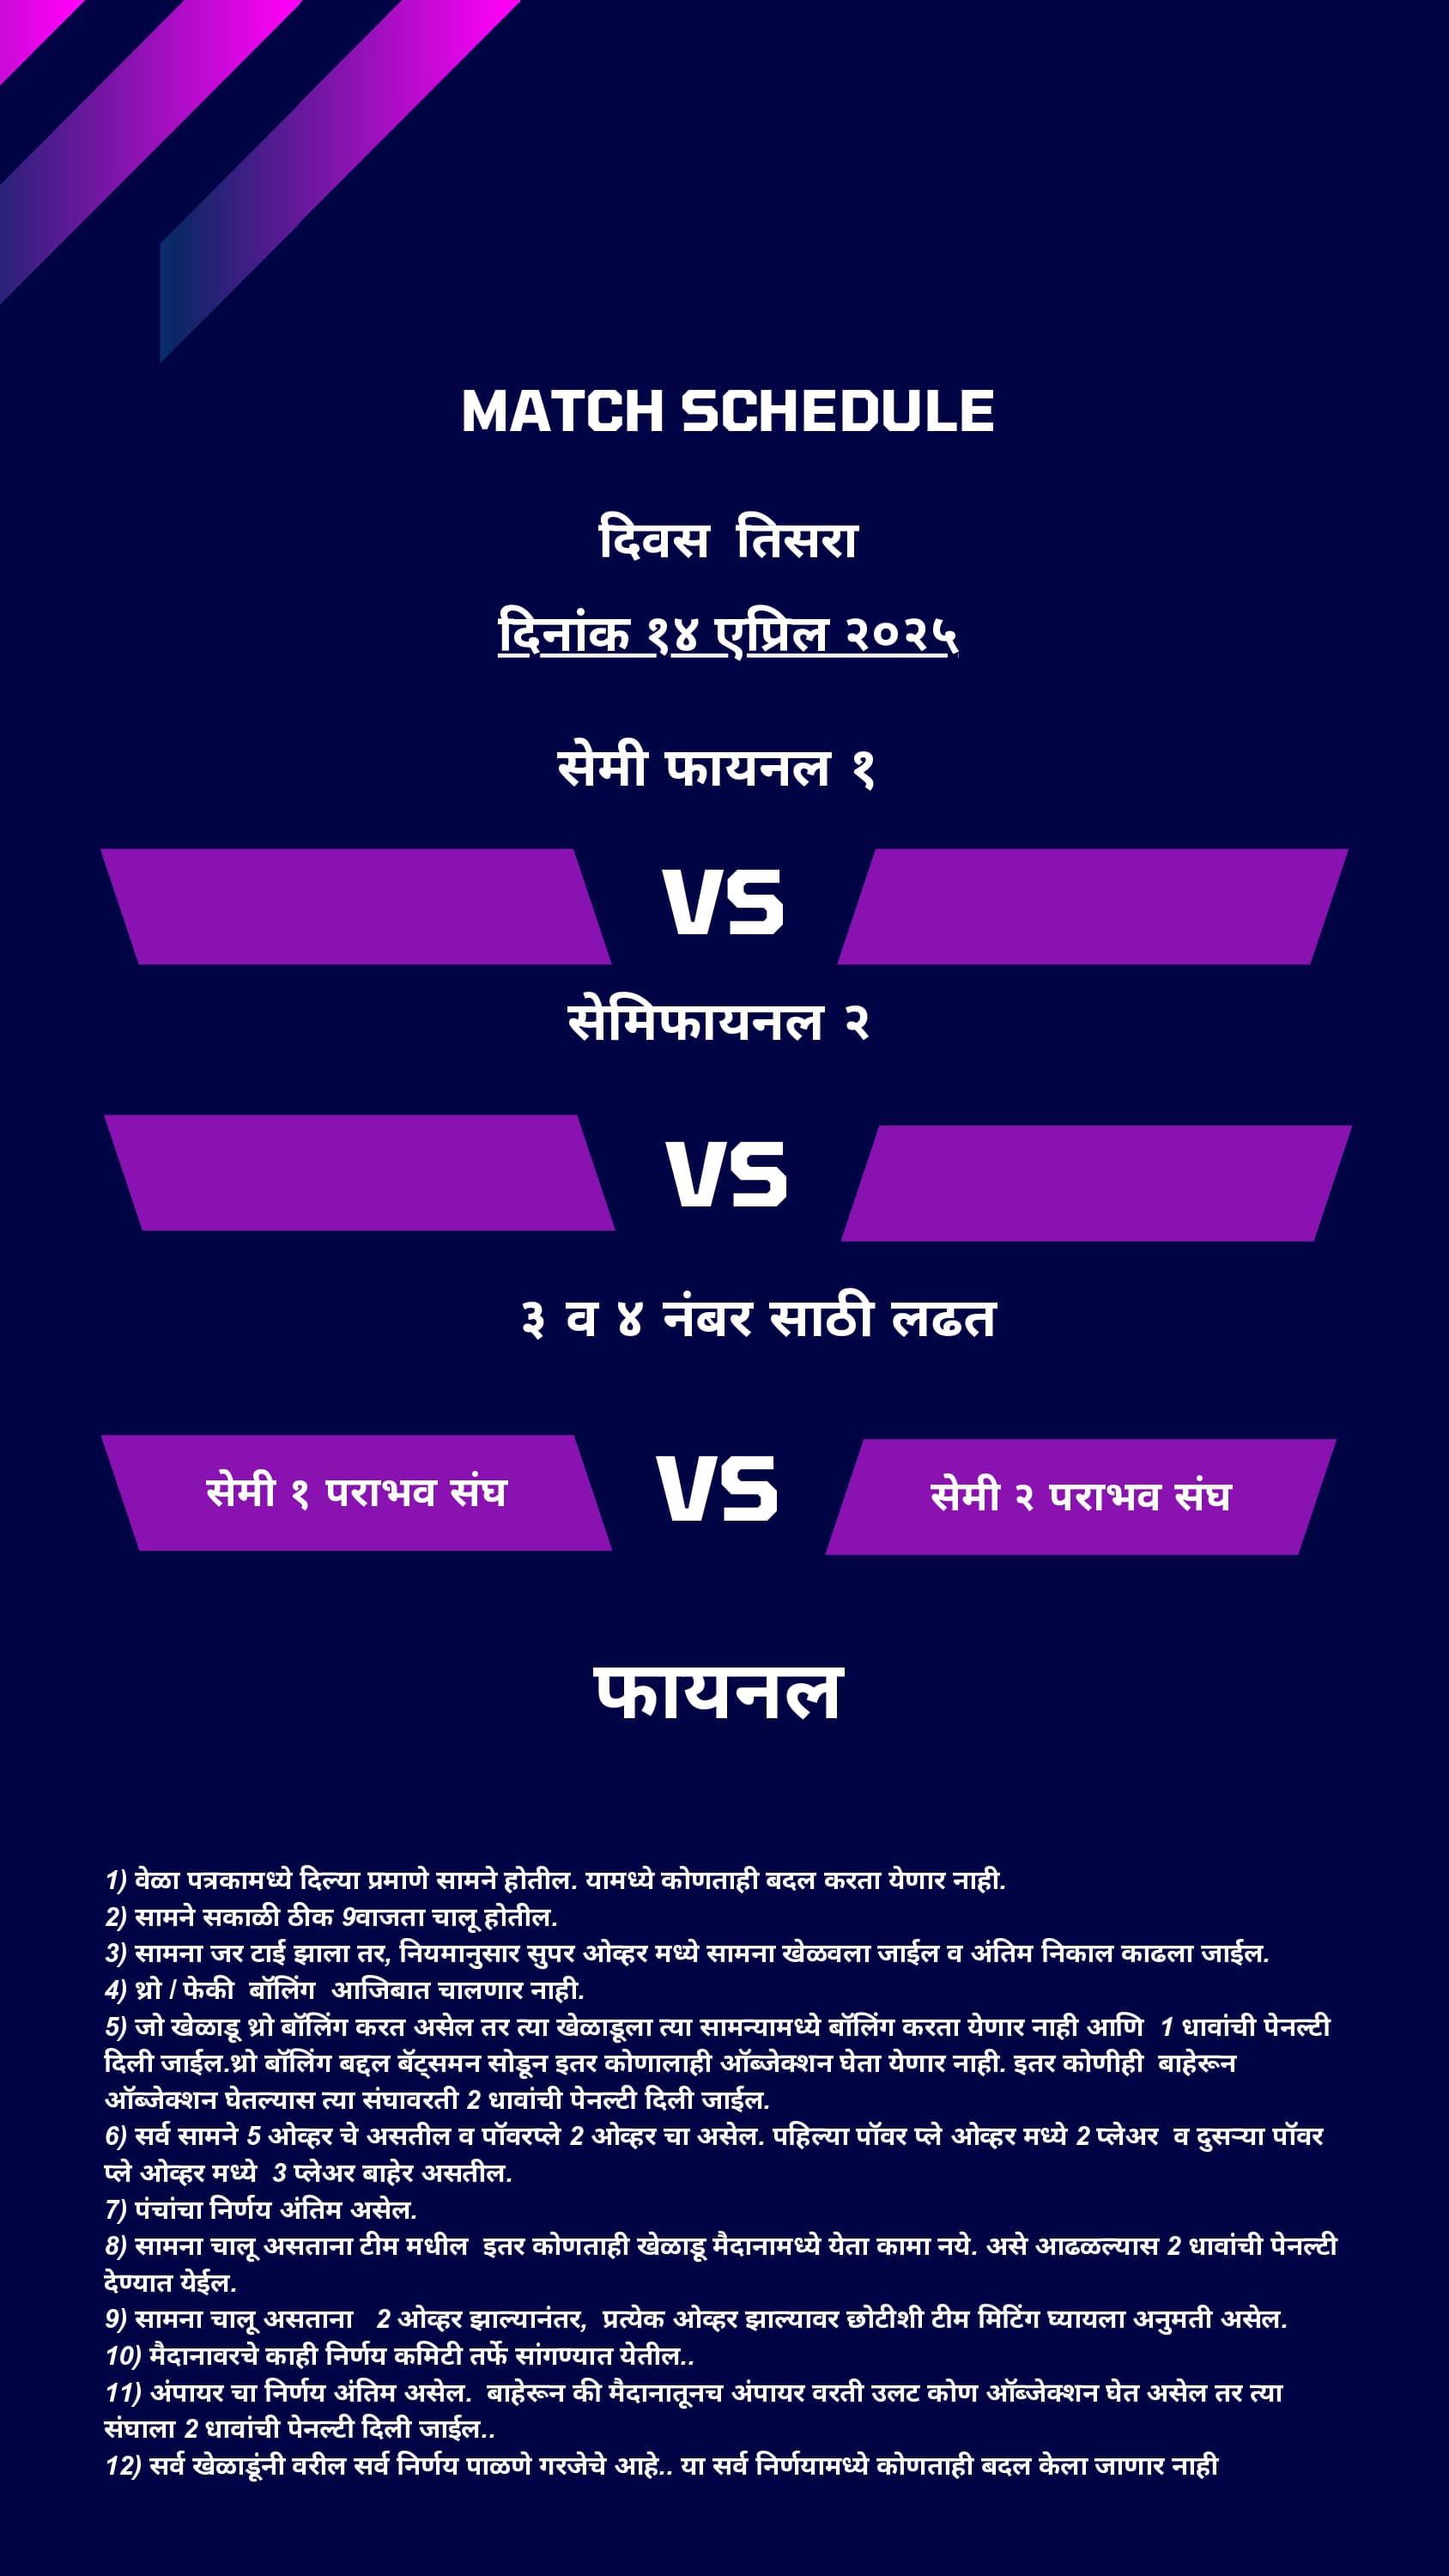 MATCH SCHEDULE
दिवस तिसरा
दिनांक १४ एप्रिल २०२५
सेमी फायनल १
VS
सेमिफायनल २
VS
३ व ४ नंबर साठी लढत
सेमी १ पराभव संघ VS सेमी २ पराभव संघ
फायनल
1) वेळा पत्रकामध्ये दिल्या प्रमाणे सामने होतील. यामध्ये कोणताही बदल करता येणार नाही.
2) सामने सकाळी ठीक 9वाजता चालू होतील.
3) सामना जर टाई झाला तर, नियमानुसार सुपर ओव्हर मध्ये सामना खेळवला जाईल व अंतिम निकाल काढला जाईल.
4) थ्रो / फेकी बॉलिंग आजिबात चालणार नाही.
5) जो खेळाडू थ्रो बॉलिंग करत असेल तर त्या खेळाडूला त्या सामन्यामध्ये बॉलिंग करता येणार नाही आणि 1 धावांची पेनल्टी
दिली जाईल.थ्रो बॉलिंग बद्दल बॅट्समन सोडून इतर कोणालाही ऑब्जेक्शन घेता येणार नाही. इतर कोणीही बाहेरून
ऑब्जेक्शन घेतल्यास त्या संघावरती 2 धावांची पेनल्टी दिली जाईल.
6) सर्व सामने 5 ओव्हर चे असतील व पॉवरप्ले 2 ओव्हर चा असेल. पहिल्या पॉवर प्ले ओव्हर मध्ये 2 प्लेअर व दुसऱ्या पॉवर
प्ले ओव्हर मध्ये 3 प्लेअर बाहेर असतील.
7) पंचांचा निर्णय अंतिम असेल.
8) सामना चालू असताना टीम मधील इतर कोणताही खेळाडू मैदानामध्ये येता कामा नये. असे आढळल्यास 2 धावांची पेनल्टी
देण्यात येईल.
9) सामना चालू असताना 2 ओव्हर झाल्यानंतर, प्रत्येक ओव्हर झाल्यावर छोटीशी टीम मिटिंग घ्यायला अनुमती असेल.
10) मैदानावरचे काही निर्णय कमिटी तर्फे सांगण्यात येतील..
11) अंपायर चा निर्णय अंतिम असेल. बाहेरून की मैदानातूनच अंपायर वरती उलट कोण ऑब्जेक्शन घेत असेल तर त्या
संघाला 2 धावांची पेनल्टी दिली जाईल..
12) सर्व खेळाडूंनी वरील सर्व निर्णय पाळणे गरजेचे आहे.. या सर्व निर्णयामध्ये कोणताही बदल केला जाणार नाही